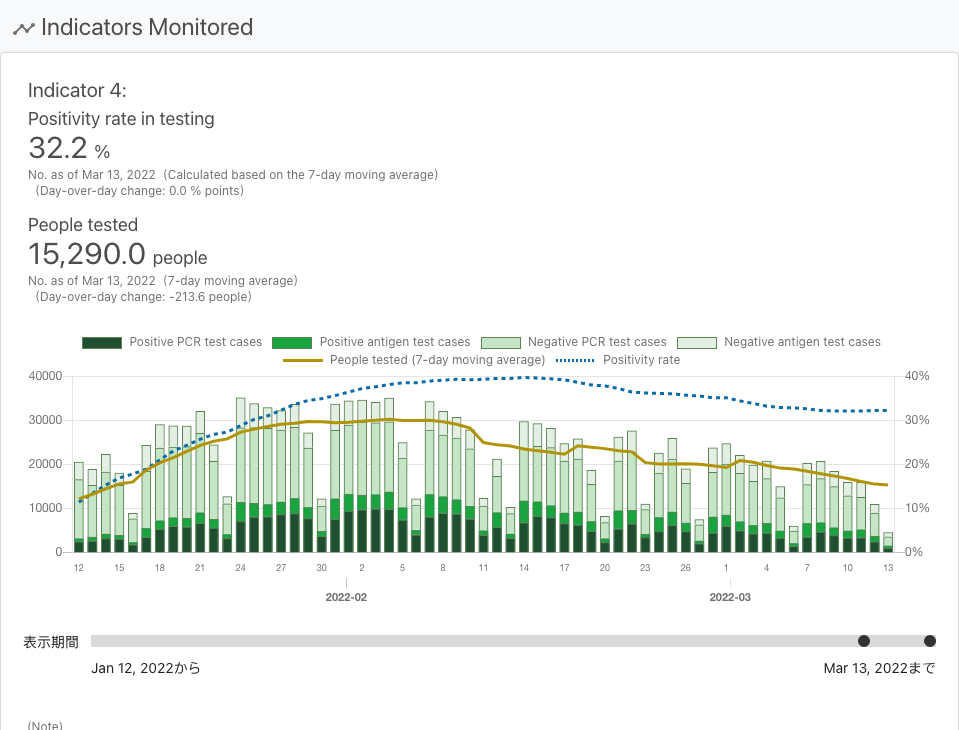 Indicators Monitored
Indicator 4:
Positivity rate in testing
32.2 %
No. as of Mar 13, 2022 (Calculated based on the 7-day moving average)
(Day-over-day change: 0.0 % points)
People tested
15,290.0 people
No. as of Mar 13, 2022 (7-day moving average)
(Day-over-day change: -213.6 people)
Positive PCR test cases Positive antigen test cases Negative PCR test cases Negative antigen test cases
People tested (7-day moving average) Positivity rate
40000 40%
30000 30%
20000 20%
10000 10%
0 0%
12 15 18 21 24 27 30 2 5 8 11 14 17 20 23 26 1 4 7 10 13
2022-02 2022-03
表示期間
Jan 12, 2022から Mar 13, 2022まで
(Note)